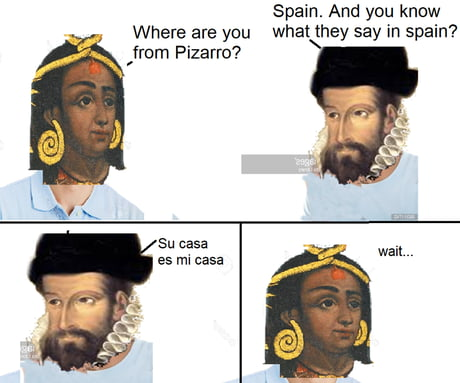 Where are you
from Pizarro?
Spain. And you know
what they say in spain?
Su casa
es mi casa
wait...